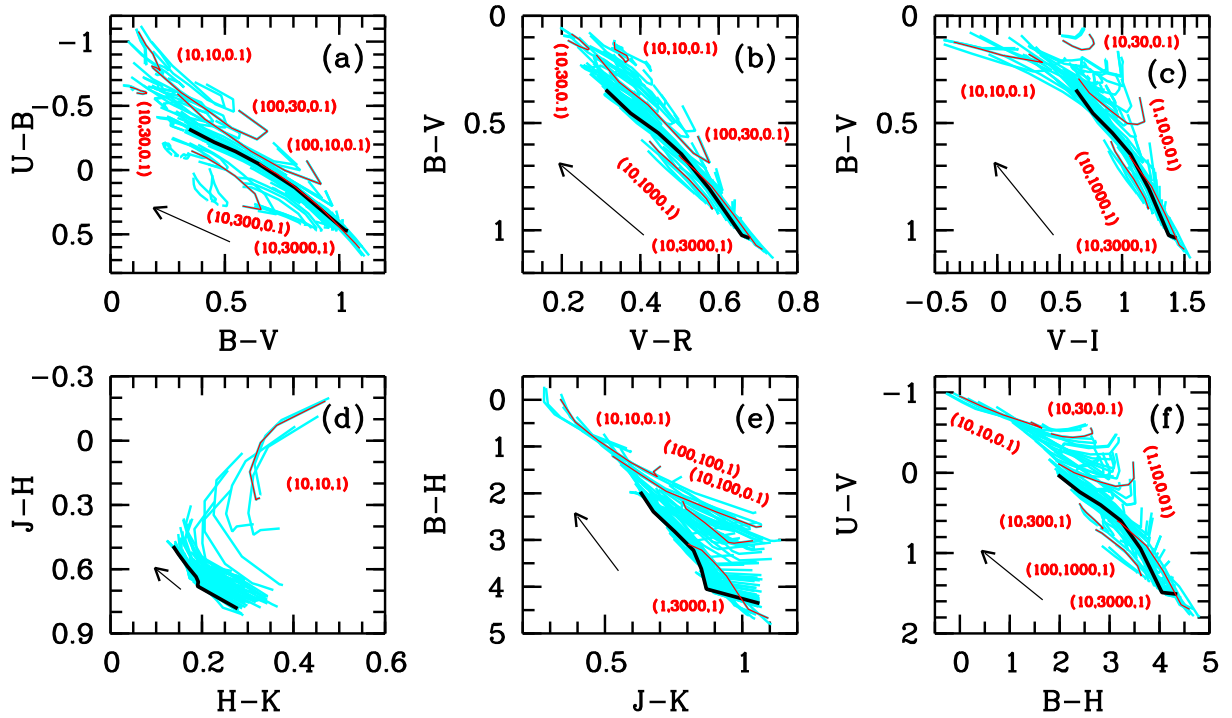 (a)
−1
−0.5
0
0.5
U−B
(10,10,0.1)
(100,30,0.1)
(100,10,0.1)
(10,30,0.1)
(10,300,0.1)
(10,3000,1)
0 0.5 1
B−V
(b)
0
0.5
1
B−V
(10,10,0.1)
(10,30,0.1)
(100,30,0.1)
(10,1000,1)
(10,3000,1)
0.2 0.4 0.6 0.8
V−R
(c)
0
0.5
1
B−V
(10,30,0.1)
(10,10,0.1)
(1,10,0.01)
(10,1000,1)
(10,3000,1)
−0.5 0 0.5 1 1.5
V−I
(d)
−0.3
0
0.3
0.6
0.9
J−H
(10,10,1)
0 0.2 0.4 0.6
H−K
(e)
0
1
2
3
4
5
B−H
(10,10,0.1)
(100,100,1)
(10,100,0.1)
(1,3000,1)
0.5 1
J−K
(f)
−1
0
1
2
U−V
(10,30,0.1)
(10,10,0.1)
(1,10,0.01)
(10,300,1)
(100,1000,1)
(10,3000,1)
0 1 2 3 4 5
B−H